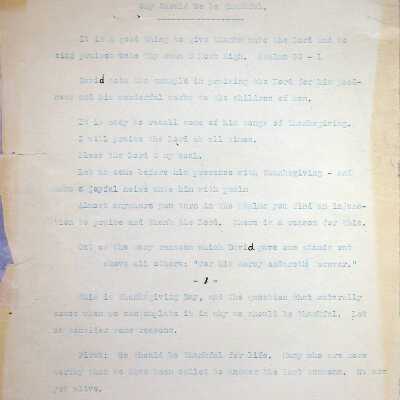 Why Should We Be Thankful.
It is a good thing to give thanks unto the Lord and to
sing praises unto Thy name O Most High. Psalms 92 - 1
David sets the example in praising the Lord for his good-
ness and his wonderful works to the children of men.
It is easy to recall some of his songs of thanksgiving.
I will praise the Lord at all times.
Bless the Lord O my soul.
Let us come before his presence with thanksgiving - and
make a joyful noise unto him with psalms
Almost anywhere you turn in the Psalms you find an injunc-
tion to praise and thank the Lord. There is a reason for this.
Out of the many reasons which David gave one stands out
above all others: "For his mercy endureth forever."
- 1 -
This is Thanksgiving Day, and the question that naturally
comes when we contemplate it is why we should be thankful. Let
us consider some reasons.
First: We should be thankful for life. Many who are more
worthy than we have been called to answer the last summons. We are
yet alive.